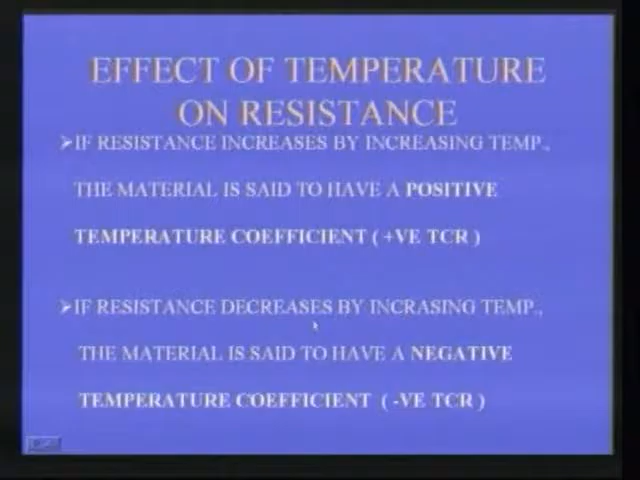 EFFECT OF TEMPERATURE
ON RESISTANCE
➢IF RESISTANCE INCREASES BY INCREASING TEMP.,
THE MATERIAL IS SAID TO HAVE A POSITIVE
TEMPERATURE COEFFICIENT ( +VE TCR )
➢IF RESISTANCE DECREASES BY INCRASING TEMP.,
THE MATERIAL IS SAID TO HAVE A NEGATIVE
TEMPERATURE COEFFICIENT ( -VE TCR )